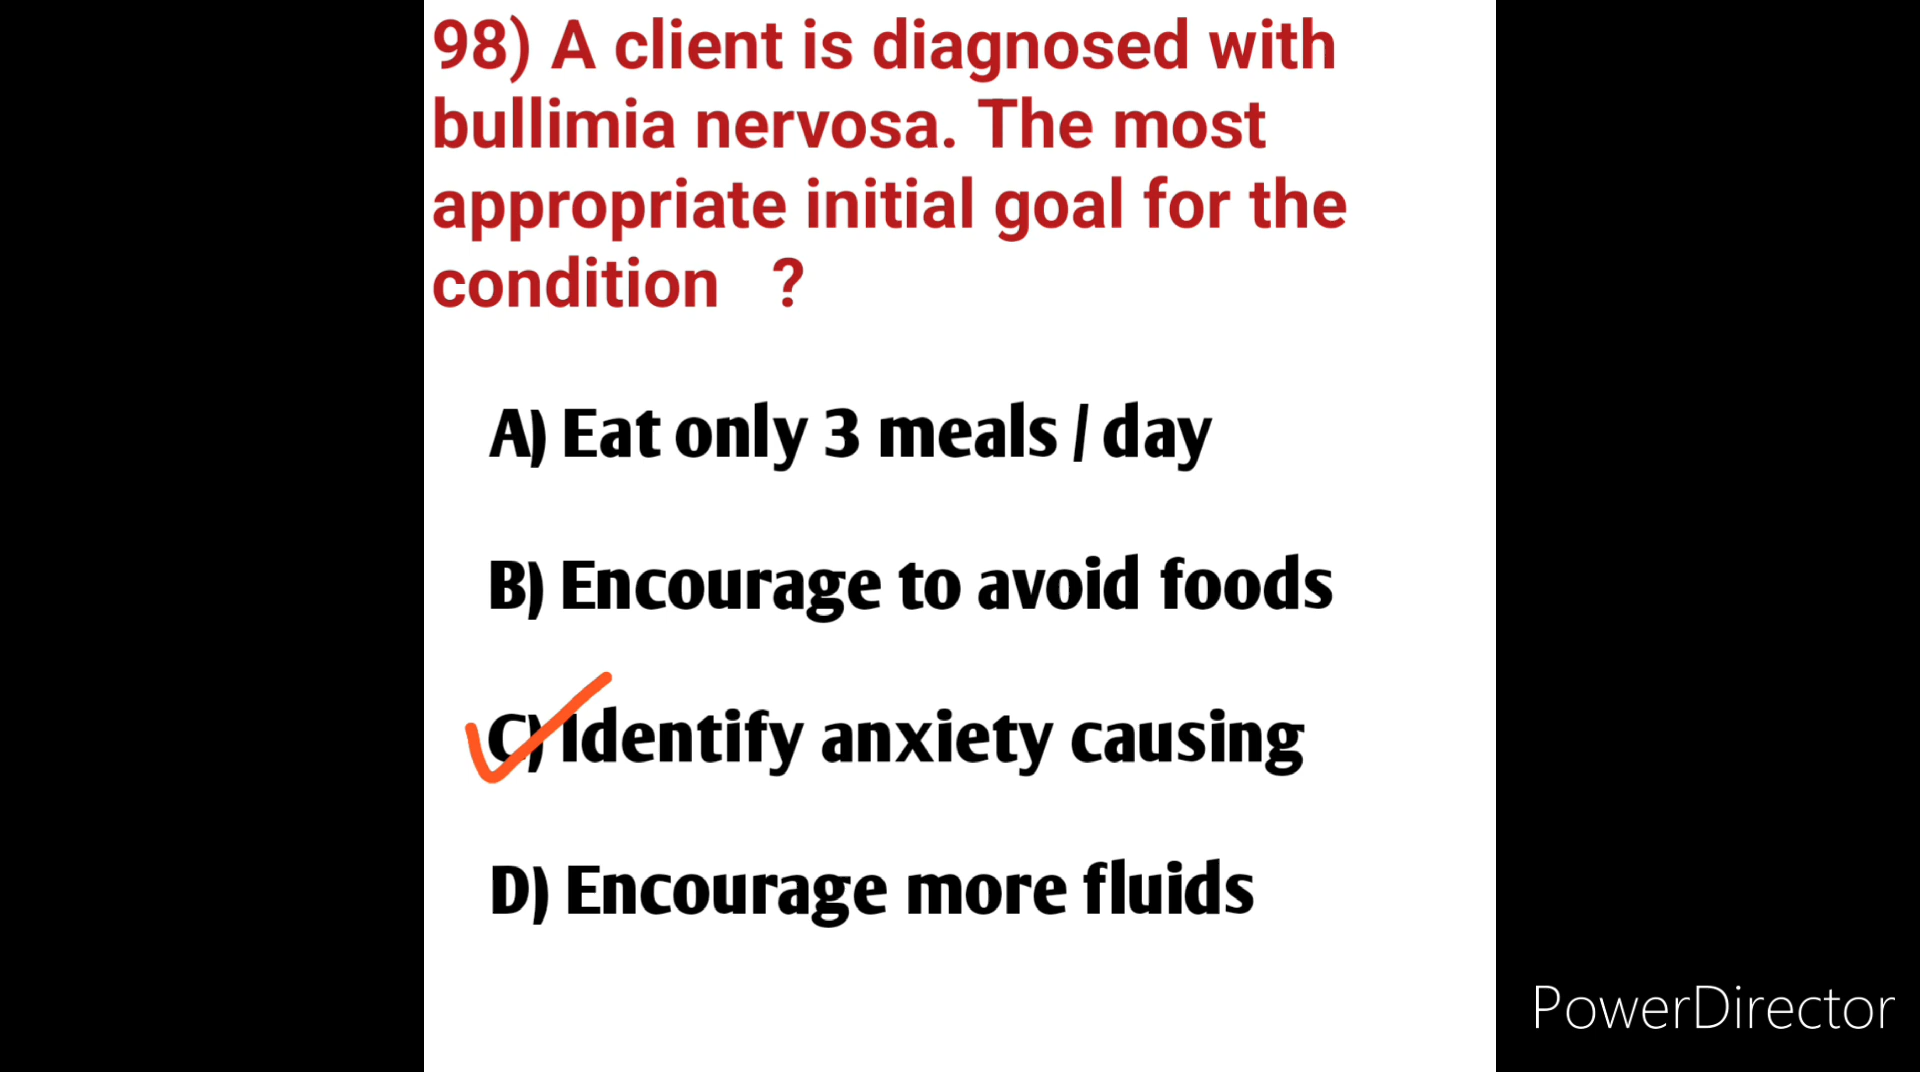 98) A client is diagnosed with
bullimia nervosa. The most
appropriate initial goal for the
condition ?
A) Eat only 3 meals / day
B) Encourage to avoid foods
C) Identify anxiety causing
D) Encourage more fluids
PowerDirector